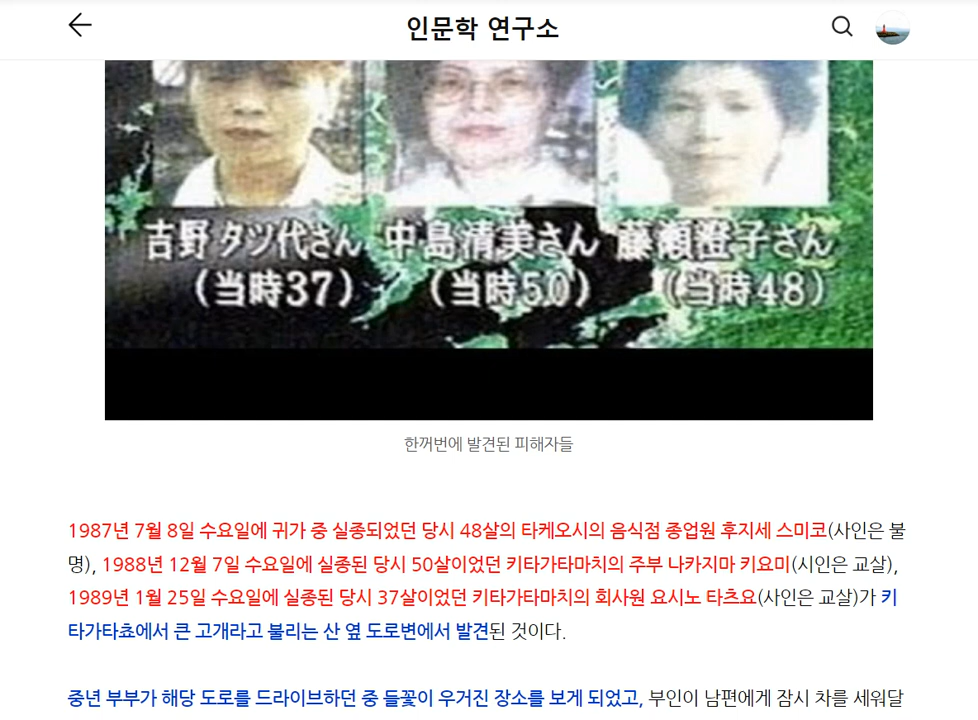 인문학 연구소
吉野タツ代さん 中島清美さん 藤瀬澄子さん
(当時37) (当時50) (当時48)
한꺼번에 발견된 피해자들
1987년 7월 8일 수요일에 귀가 중 실종되었던 당시 48살의 타케오시의 음식점 종업원 후지세 스미코(사인은 불
명), 1988년 12월 7일 수요일에 실종된 당시 50살이었던 키타가타마치의 주부 나카지마 키요미(시인은 교살),
1989년 1월 25일 수요일에 실종된 당시 37살이었던 키타가타마치의 회사원 요시노 타츠요(사인은 교살)가 키
타가타쵸에서 큰 고개라고 불리는 산 옆 도로변에서 발견된 것이다.
중년 부부가 해당 도로를 드라이브하던 중 들꽃이 우거진 장소를 보게 되었고, 부인이 남편에게 잠시 차를 세워달